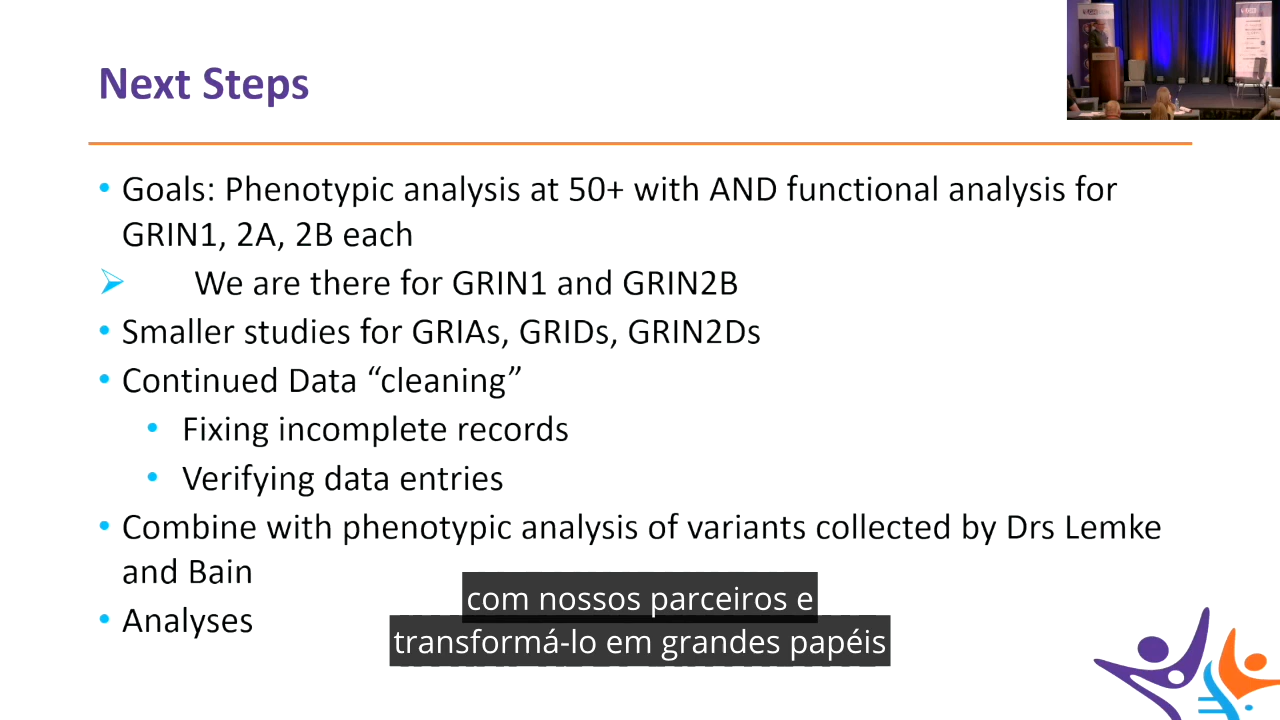 Next Steps
• Goals: Phenotypic analysis at 50+ with AND functional analysis for
GRIN1, 2A, 2B each
➢ We are there for GRIN1 and GRIN2B
• Smaller studies for GRIAs, GRIDs, GRIN2Ds
• Continued Data “cleaning”
• Fixing incomplete records
• Verifying data entries
• Combine with phenotypic analysis of variants collected by Drs Lemke
and Bain
• Analyses
com nossos parceiros e
transformá-lo em grandes papéis